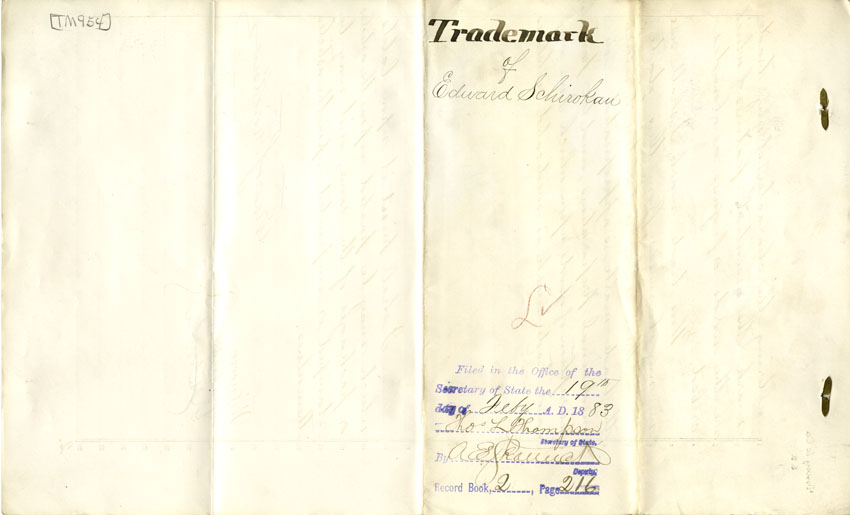 [TM954]
Trademark
of
Edward Schirokau
Filed in the Office of the
Secretary of State the 19th
day of Feby A. D. 1883
Thos L Thompson
Secretary of State.
By A E
Deputy.
Record Book, 2, Page 216